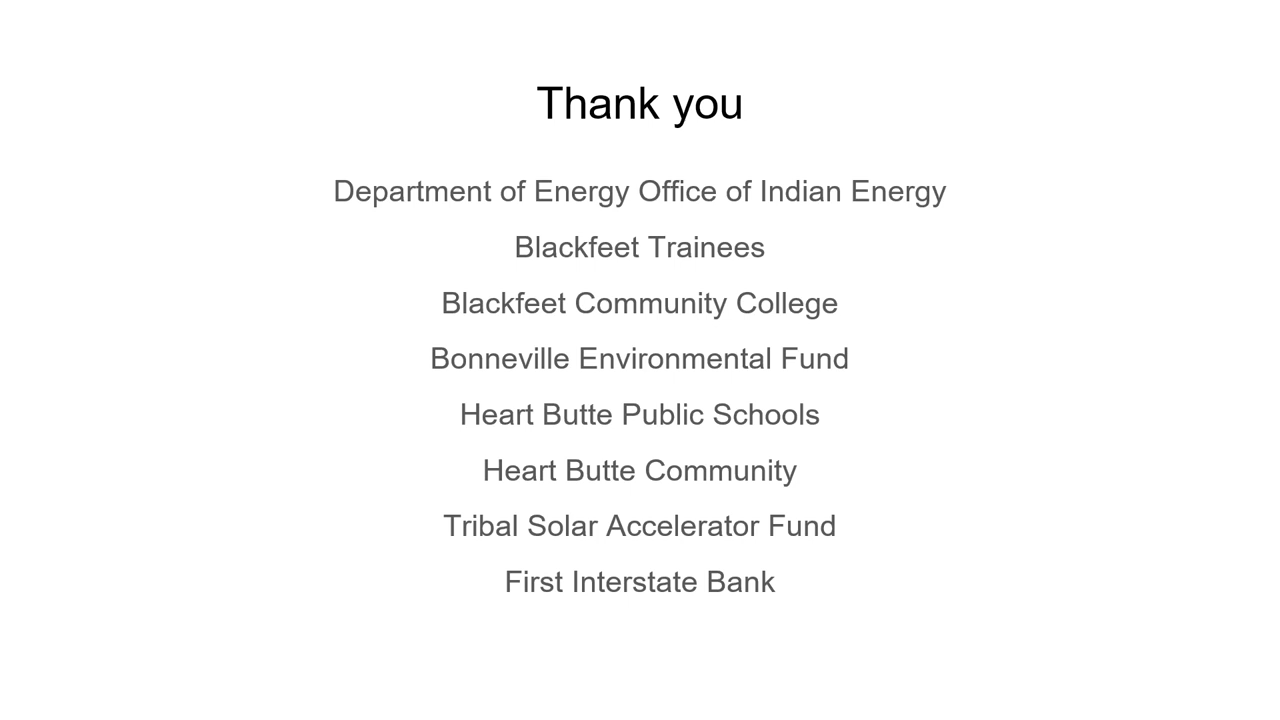 Thank you
Department of Energy Office of Indian Energy
Blackfeet Trainees
Blackfeet Community College
Bonneville Environmental Fund
Heart Butte Public Schools
Heart Butte Community
Tribal Solar Accelerator Fund
First Interstate Bank